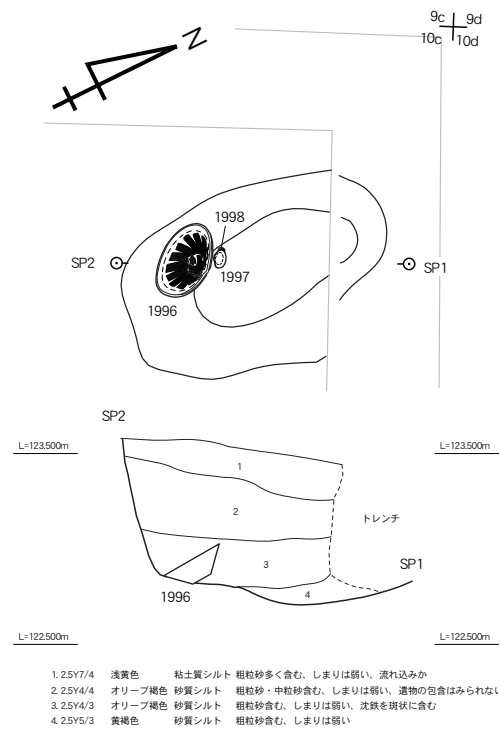 9c 9d
10c 10d
N
1998
SP2
SP1
1997
1996
SP2
L=123.500m
L=123.500m
1
2
トレンチ
3
SP1
4
1996
L=122.500m
L=122.500m
1. 2.5Y7/4 浅黄色 粘土質シルト 粗粒砂多く含む、しまりは弱い、流れ込みか
2. 2.5Y4/4 オリーブ褐色 砂質シルト 粗粒砂・中粒砂含む、しまりは弱い、遺物の包含はみられない
3. 2.5Y4/3 オリーブ褐色 砂質シルト 粗粒砂含む、しまりは弱い、沈鉄を斑状に含む
4. 2.5Y5/3 黄褐色 砂質シルト 粗粒砂含む、しまりは弱い